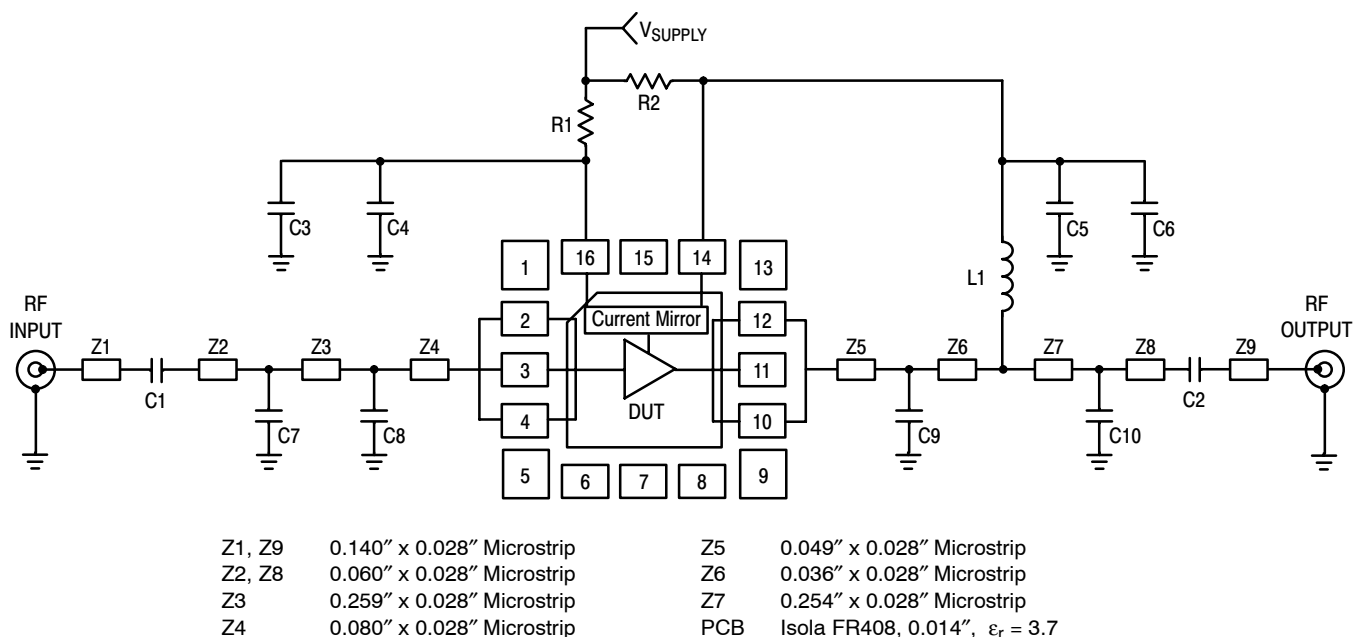 V_SUPPLY
R2
R1
C3
C4
C5
C6
1
16
15
14
13
L1
RF
INPUT
RF
OUTPUT
2
Current Mirror
12
Z1
Z2
Z3
Z4
3
11
Z5
Z6
Z7
Z8
Z9
C1
DUT
C2
4
10
C7
C8
C9
C10
5
6
7
8
9
Z1, Z9 0.140″ x 0.028″ Microstrip
Z2, Z8 0.060″ x 0.028″ Microstrip
Z3 0.259″ x 0.028″ Microstrip
Z4 0.080″ x 0.028″ Microstrip
Z5 0.049″ x 0.028″ Microstrip
Z6 0.036″ x 0.028″ Microstrip
Z7 0.254″ x 0.028″ Microstrip
PCB Isola FR408, 0.014″, εr = 3.7